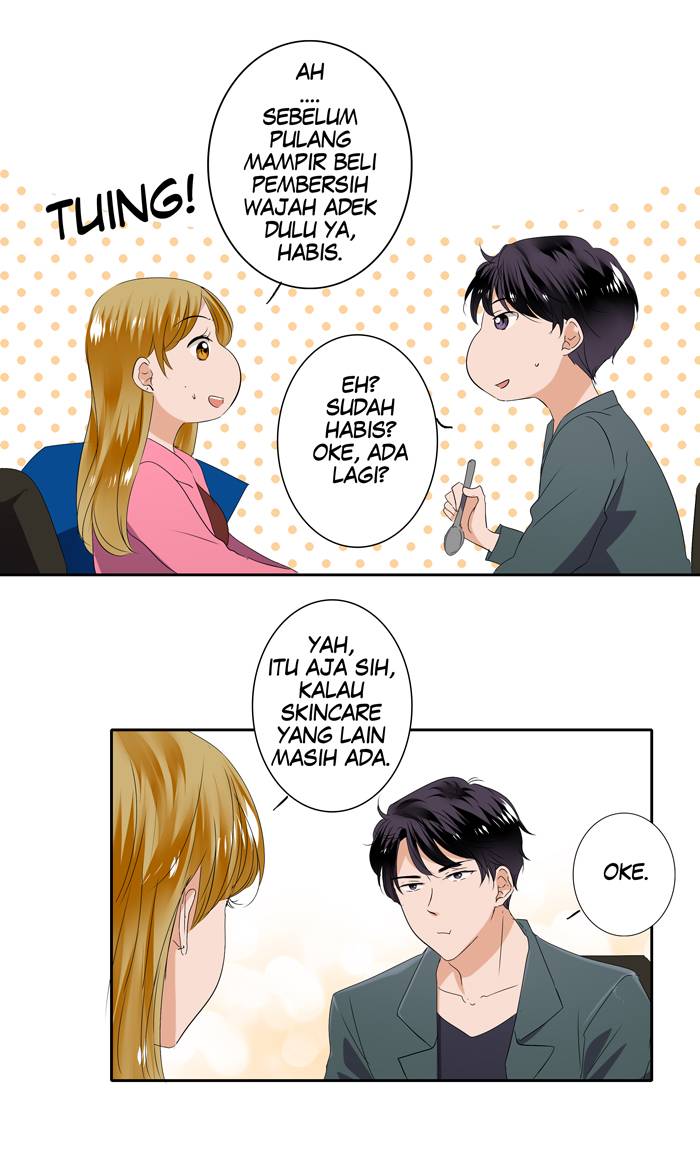 AH
....
SEBELUM
PULANG
MAMPIR BELI
PEMBERSIH
WAJAH ADEK
DULU YA,
HABIS.
TUING!
EH?
SUDAH
HABIS?
OKE, ADA
LAGI?
YAH,
ITU AJA SIH,
KALAU
SKINCARE
YANG LAIN
MASIH ADA.
OKE.